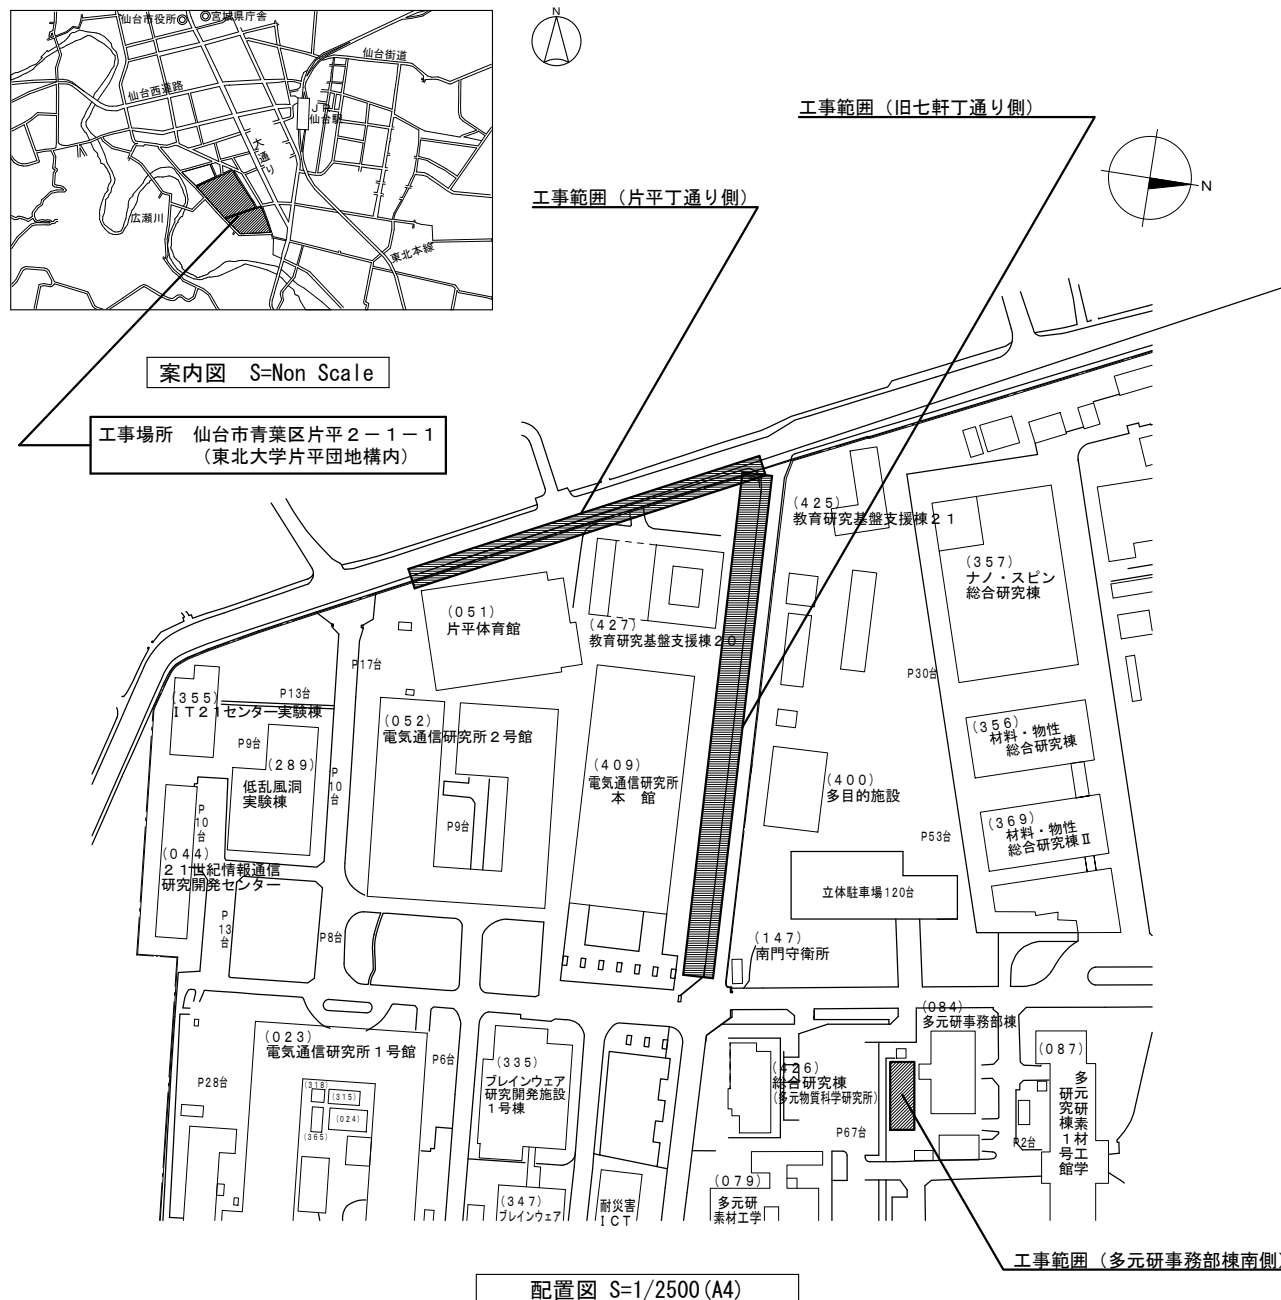 仙台市役所◎
◎宮城県庁舎
仙台街道
仙台西道路
JR
仙台駅
大通り
広瀬川
東北本線
N
案内図 S=Non Scale
工事場所 仙台市青葉区片平2-1-1
(東北大学片平団地構内)
工事範囲(片平丁通り側)
工事範囲(旧七軒丁通り側)
N
(425)
教育研究基盤支援棟21
(357)
ナノ・スピン
総合研究棟
(051)
片平体育館
(427)
教育研究基盤支援棟20
P17台
P30台
(355)
IT21センター実験棟
P13台
(052)
電気通信研究所2号館
(356)
材料・物性
総合研究棟
P9台
(289)
低乱風洞
実験棟
P10台
(409)
電気通信研究所
本 館
(400)
多目的施設
P10台
P9台
(369)
材料・物性
総合研究棟Ⅱ
P53台
(044)
21世紀情報通信
研究開発センター
立体駐車場120台
P13台
P8台
(147)
南門守衛所
(084)
多元研事務部棟
(023)
電気通信研究所1号館
P6台
(335)
ブレインウェア
研究開発施設
1号棟
(426)
総合研究棟
(多元物質科学研究所)
(087)
多元研素材工学
研究棟1号館
P28台
(318)
(315)
(024)
(365)
P67台
P2台
(347)
ブレインウェア
耐災害
ICT
(079)
多元研
素材工学
工事範囲(多元研事務部棟南側)
配置図 S=1/2500(A4)